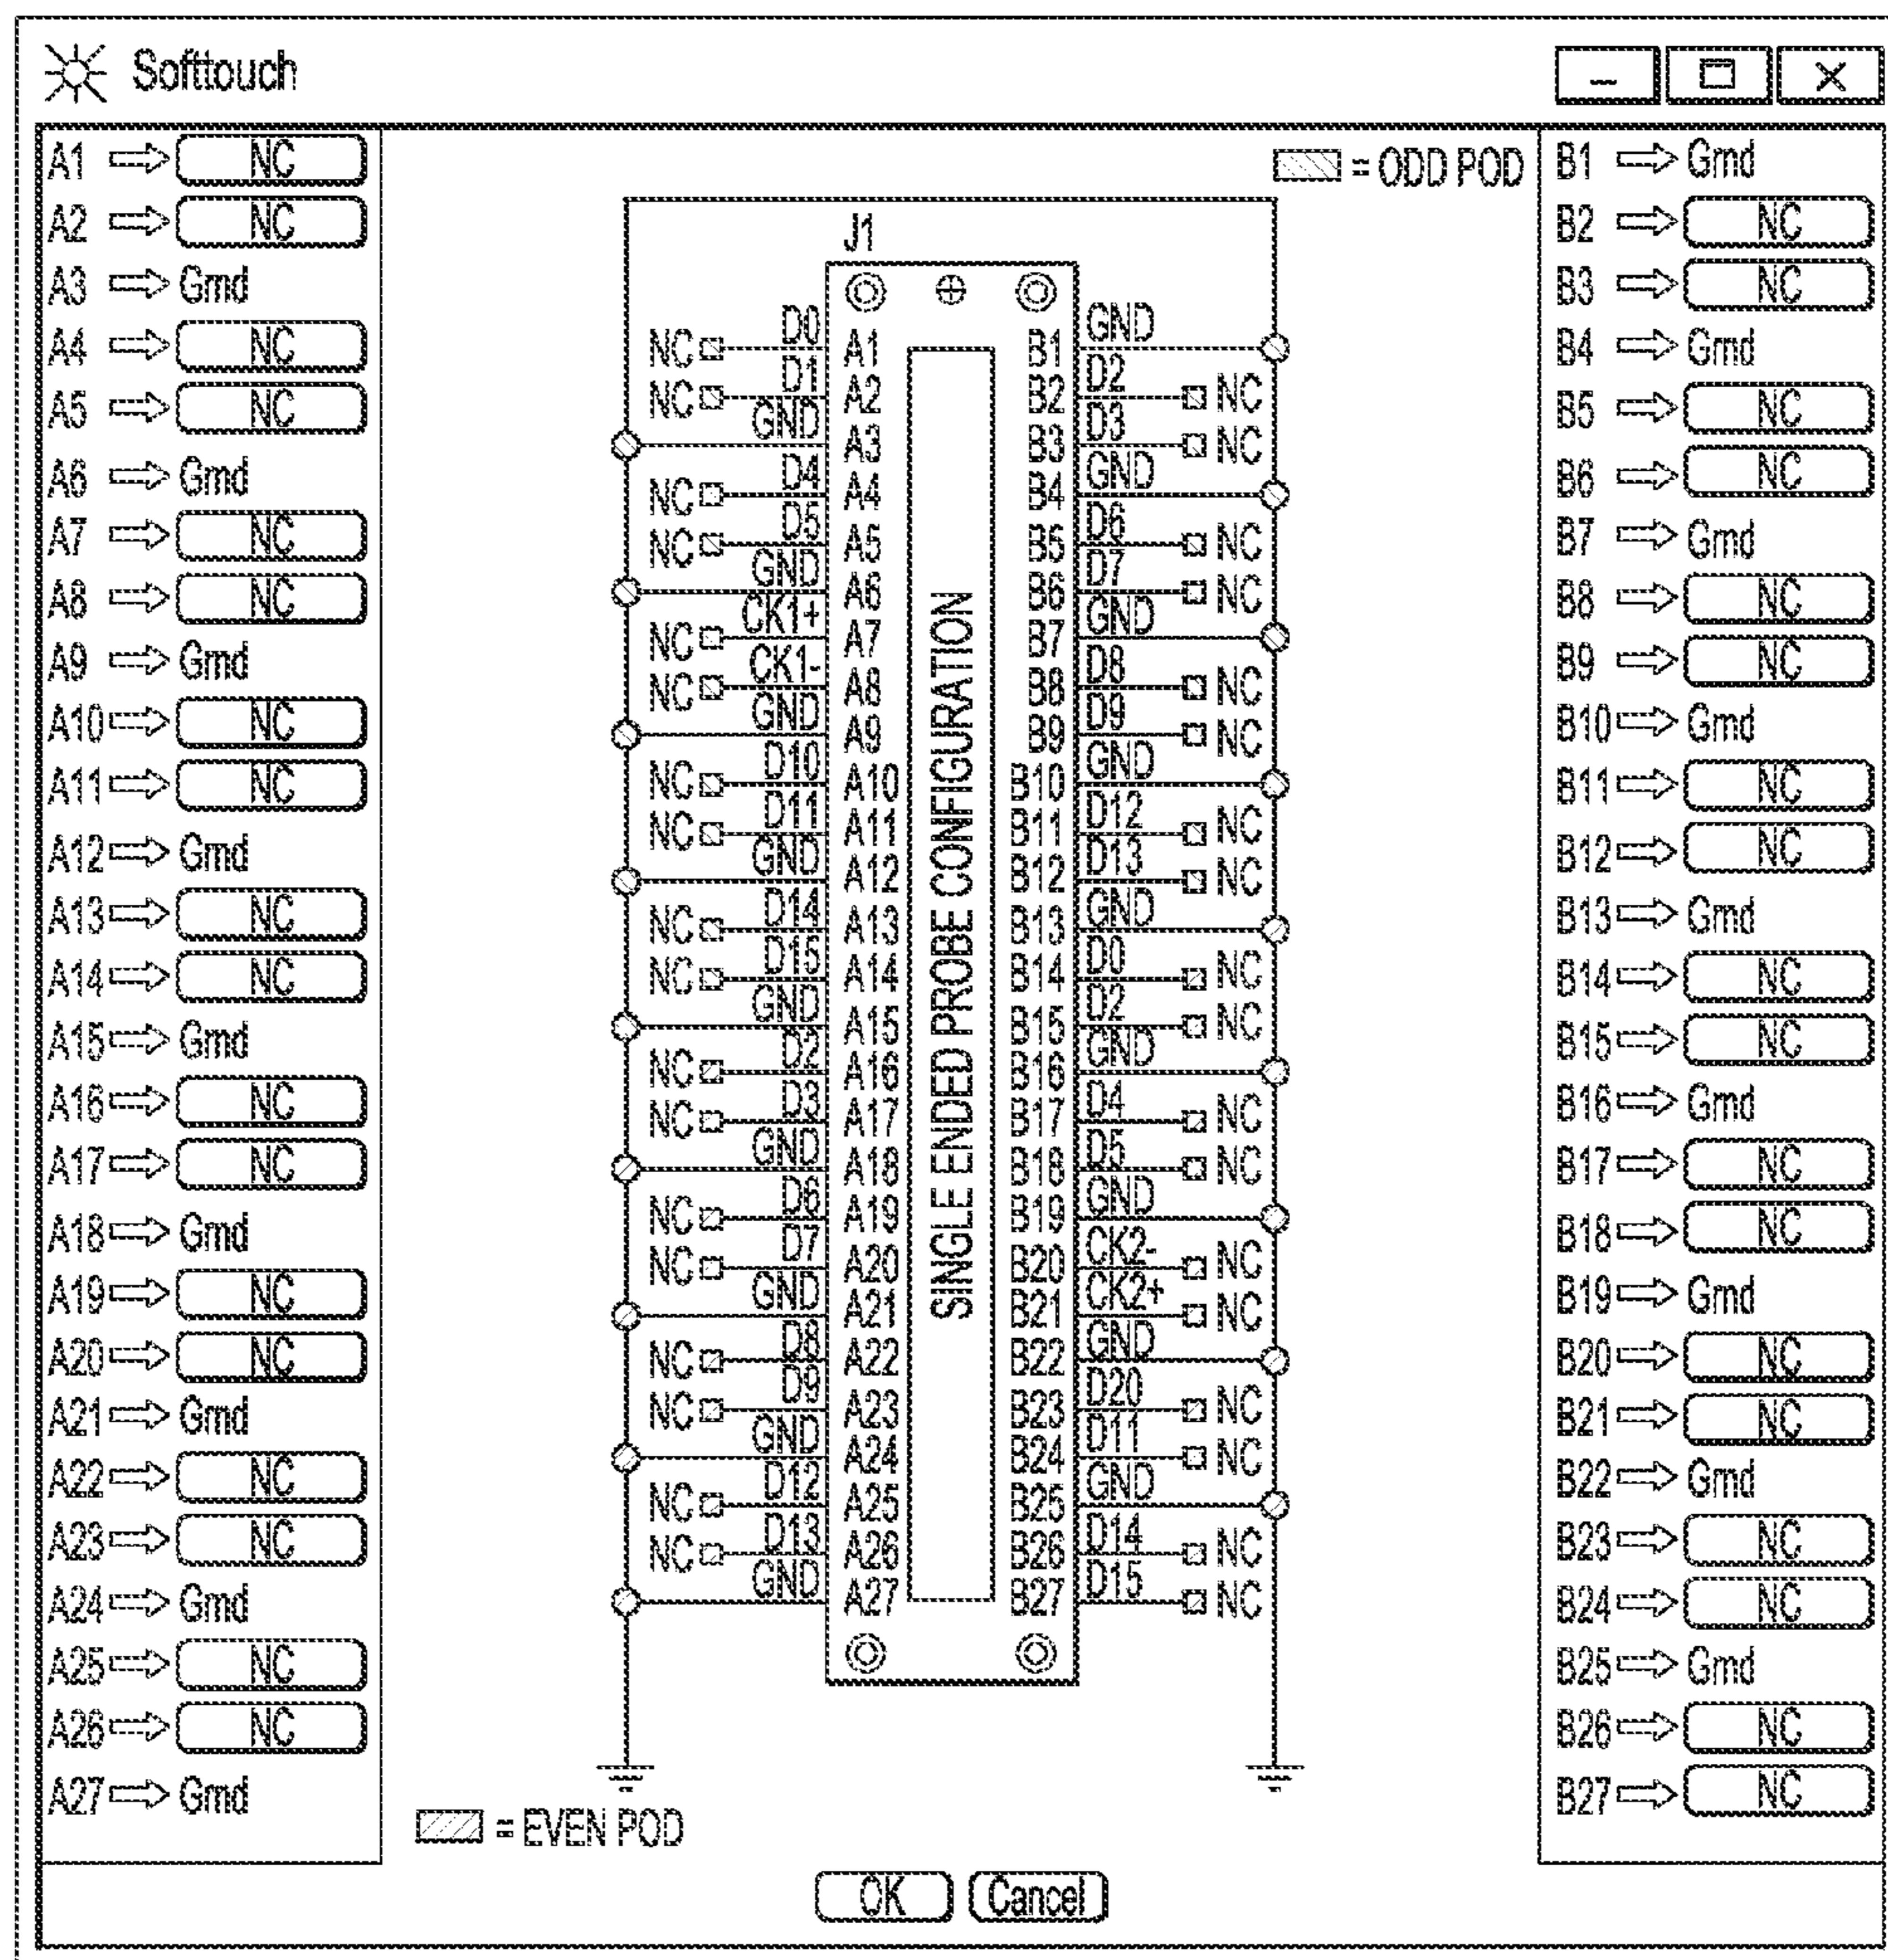 Softtouch
A1 NC
A2 NC
A3 Gmd
A4 NC
A5 NC
A6 Gmd
A7 NC
A8 NC
A9 Gmd
A10 NC
A11 NC
A12 Gmd
A13 NC
A14 NC
A15 Gmd
A16 NC
A17 NC
A18 Gmd
A19 NC
A20 NC
A21 Gmd
A22 NC
A23 NC
A24 Gmd
A25 NC
A26 NC
A27 Gmd
= ODD POD
J1
NC D0 A1 B1 GND
NC D1 A2 B2 D2 NC
GND A3 B3 D3 NC
NC D4 A4 B4 GND
NC D5 A5 B5 D6 NC
GND A6 B6 D7 NC
NC CK1+ A7 B7 GND
NC CK1- A8 B8 D8 NC
GND A9 B9 D9 NC
NC D10 A10 B10 GND
NC D11 A11 B11 D12 NC
GND A12 B12 D13 NC
NC D14 A13 B13 GND
NC D15 A14 B14 D0 NC
GND A15 B15 D2 NC
NC D2 A16 B16 GND
NC D3 A17 B17 D4 NC
GND A18 B18 D5 NC
NC D6 A19 B19 GND
NC D7 A20 B20 CK2- NC
GND A21 B21 CK2+ NC
NC D8 A22 B22 GND
NC D9 A23 B23 D20 NC
GND A24 B24 D11 NC
NC D12 A25 B25 GND
NC D13 A26 B26 D14 NC
GND A27 B27 D15 NC
SINGLE ENDED PROBE CONFIGURATION
= EVEN POD
B1 Gmd
B2 NC
B3 NC
B4 Gmd
B5 NC
B6 NC
B7 Gmd
B8 NC
B9 NC
B10 Gmd
B11 NC
B12 NC
B13 Gmd
B14 NC
B15 NC
B16 Gmd
B17 NC
B18 NC
B19 Gmd
B20 NC
B21 NC
B22 Gmd
B23 NC
B24 NC
B25 Gmd
B26 NC
B27 NC
OK Cancel